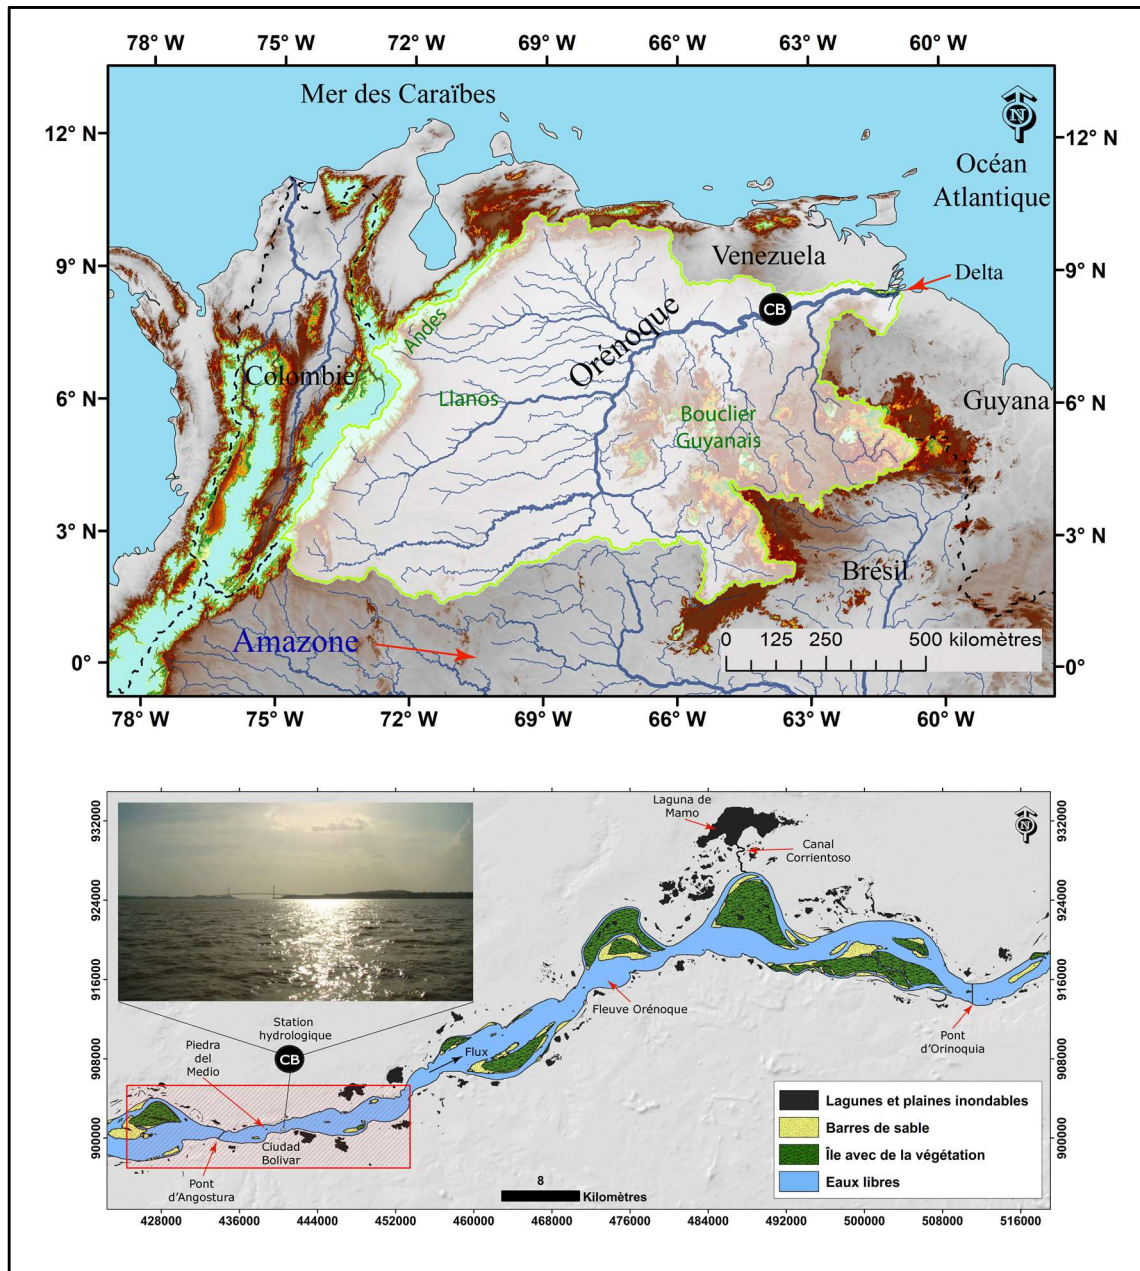 78° W 75° W 72° W 69° W 66° W 63° W 60° W
Mer des Caraïbes
N
12° N 12° N
Océan
Atlantique
Venezuela
9° N 9° N
Delta
CB
Andes
Orénoque
Colombie
Llanos
6° N 6° N
Guyana
Bouclier
Guyanais
3° N 3° N
Brésil
Amazone
0 125 250 500 kilomètres
0° 0°
78° W 75° W 72° W 69° W 66° W 63° W 60° W
Laguna de
Mamo
932000 932000
N
Canal
Corrientoso
924000 924000
916000 916000
Fleuve Orénoque
Station
hydrologique
Pont
d'Orinoquia
Piedra
del
Medio
CB
Flux
908000 908000
Lagunes et plaines inondables
Barres de sable
Île avec de la végétation
Eaux libres
900000 900000
Ciudad
Bolivar
Pont
d'Angostura
8
Kilomètres
428000 436000 444000 452000 460000 468000 476000 484000 492000 500000 508000 516000